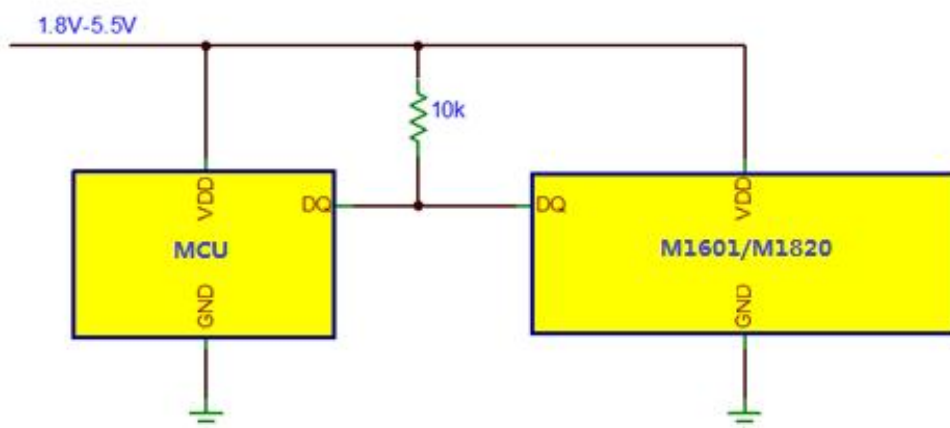 1.8V-5.5V
10k
VDD
DQ
MCU
GND
DQ
VDD
M1601/M1820
GND